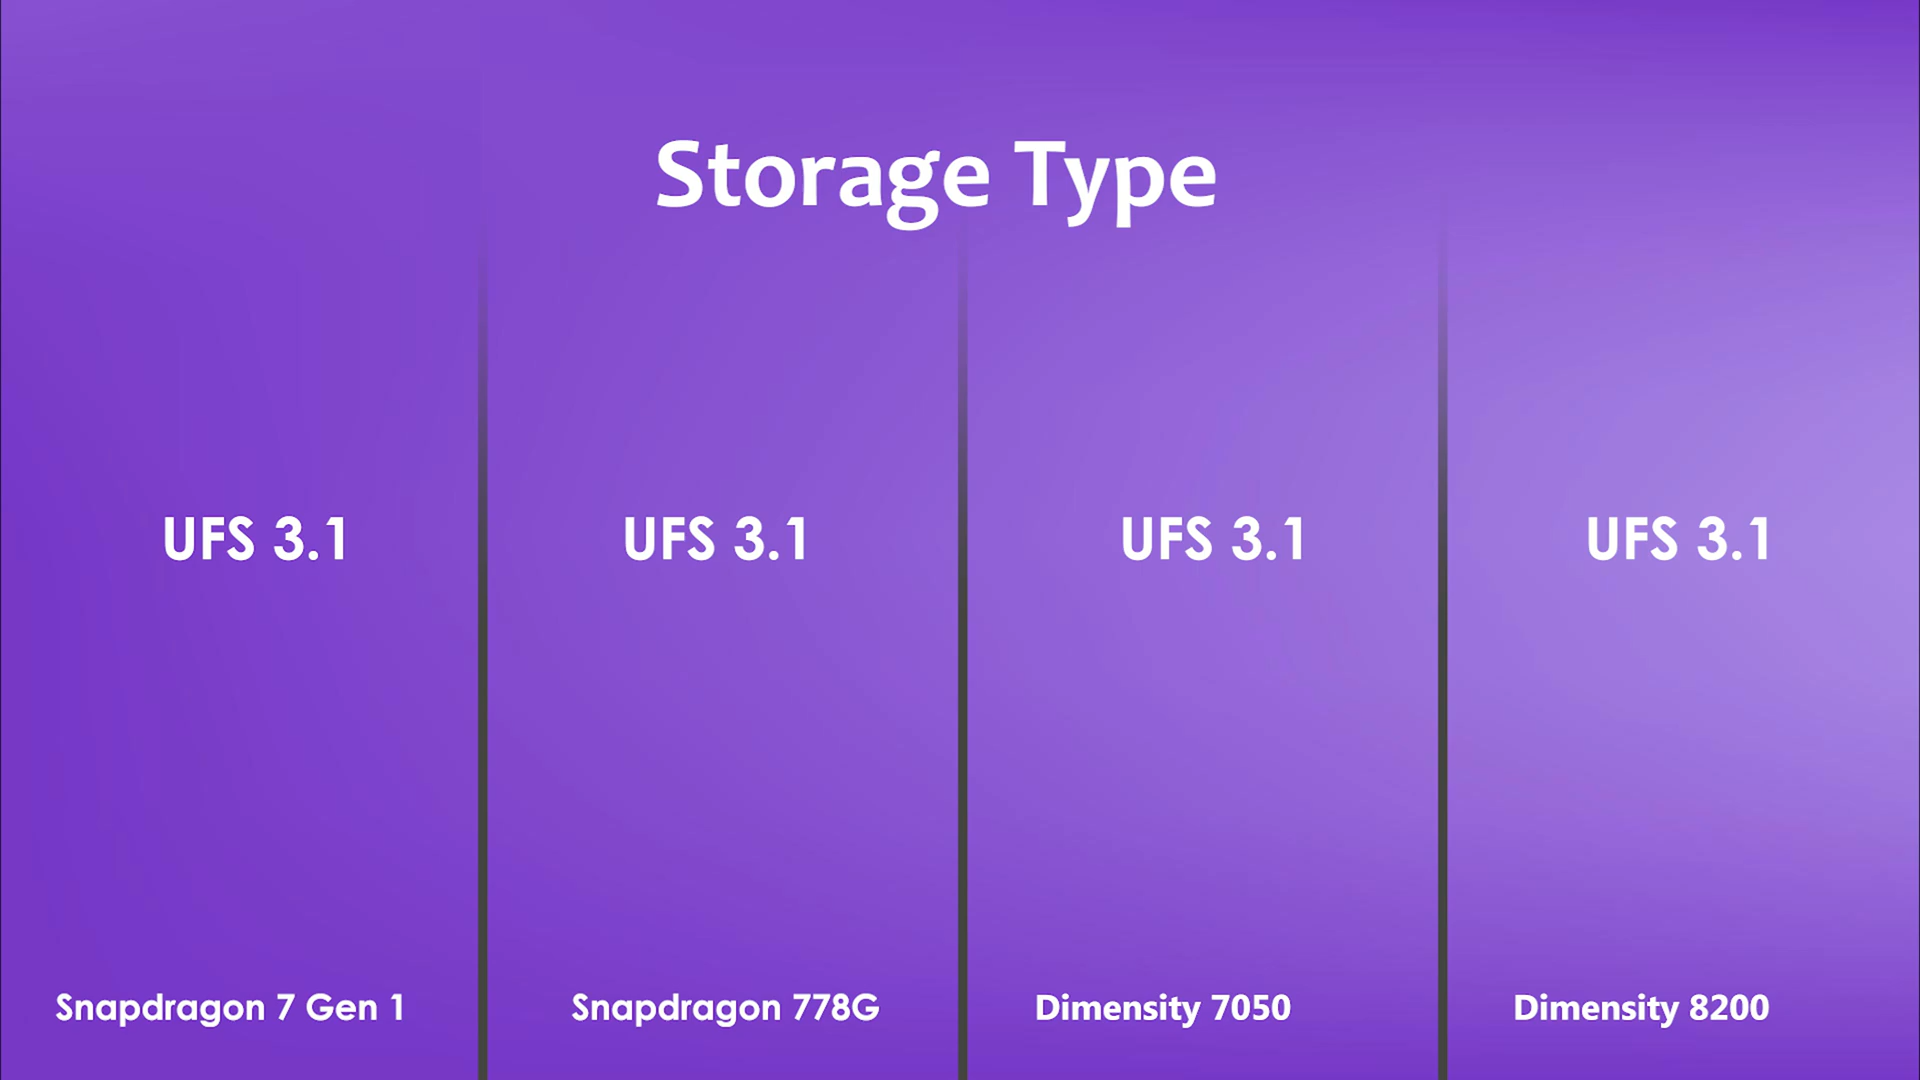 Storage Type
UFS 3.1
UFS 3.1
UFS 3.1
UFS 3.1
Snapdragon 7 Gen 1
Snapdragon 778G
Dimensity 7050
Dimensity 8200